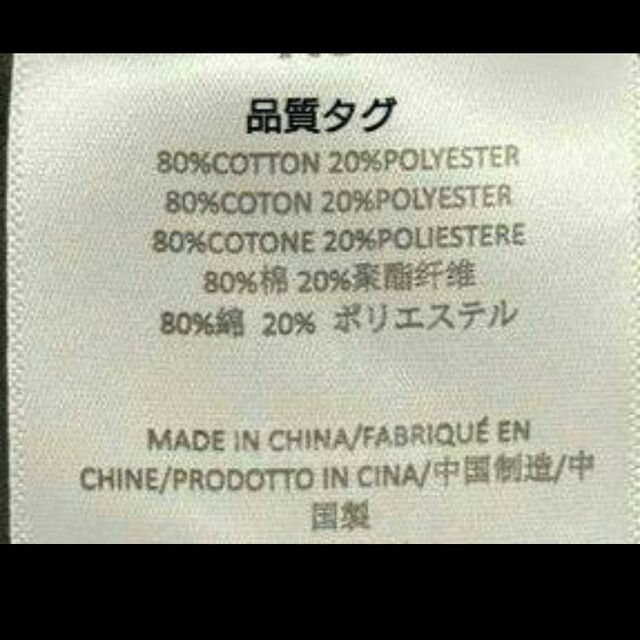 品質タグ
80%COTTON 20%POLYESTER
80%COTON 20%POLYESTER
80%COTONE 20%POLIESTERE
80%棉 20%聚酯纤维
80%綿 20% ポリエステル
MADE IN CHINA/FABRIQUÉ EN
CHINE/PRODOTTO IN CINA/中国制造/中
国製